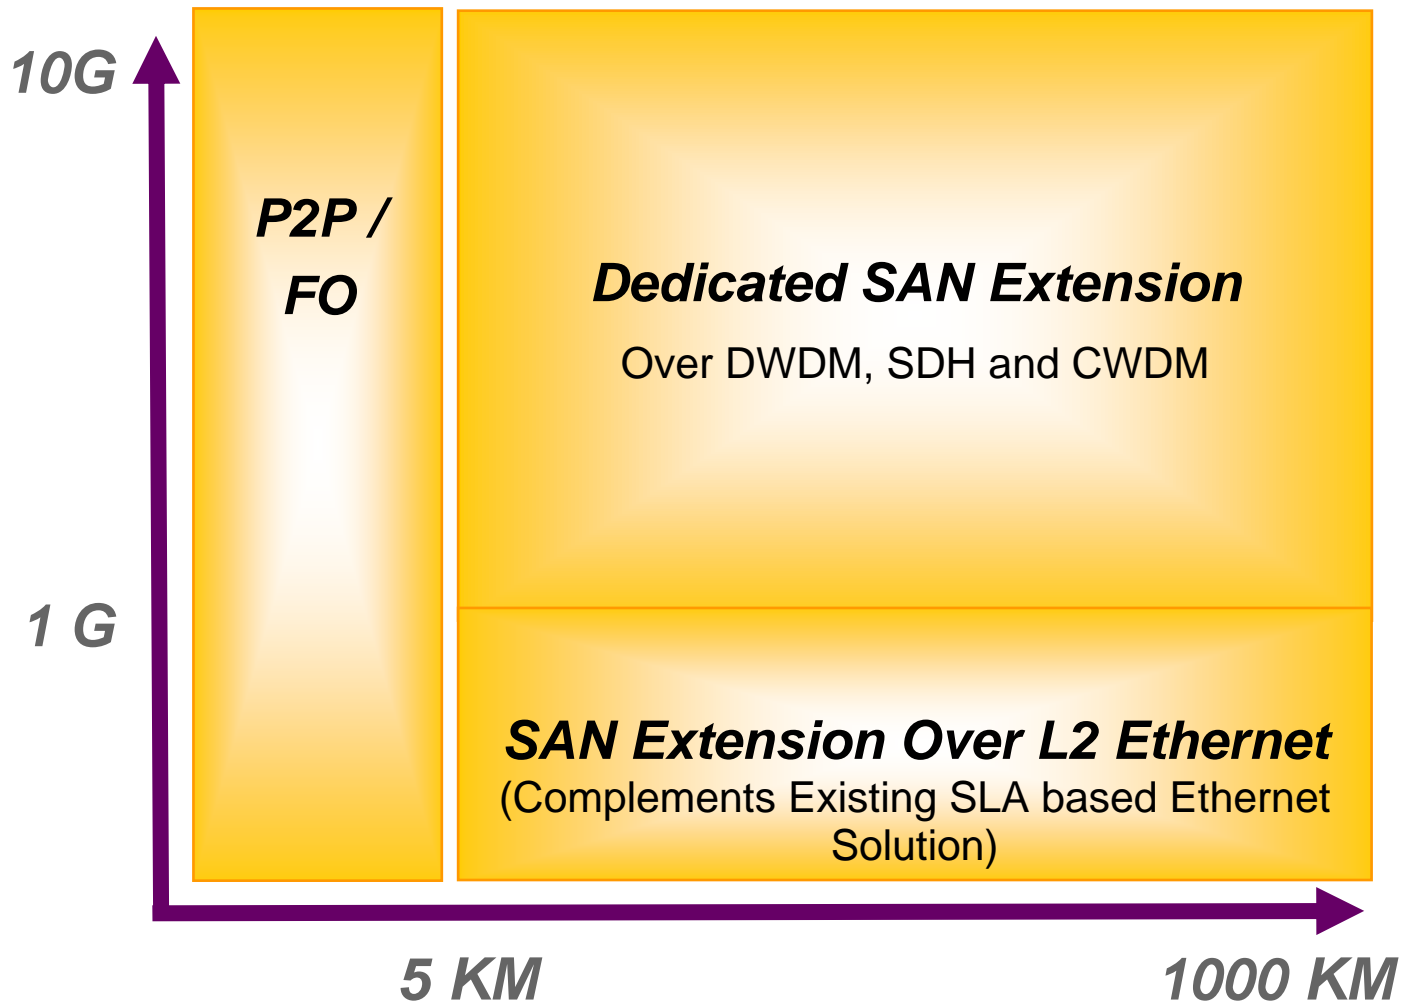 10G
P2P /
FO
Dedicated SAN Extension
Over DWDM, SDH and CWDM
1 G
SAN Extension Over L2 Ethernet
(Complements Existing SLA based Ethernet
Solution)
5 KM
1000 KM